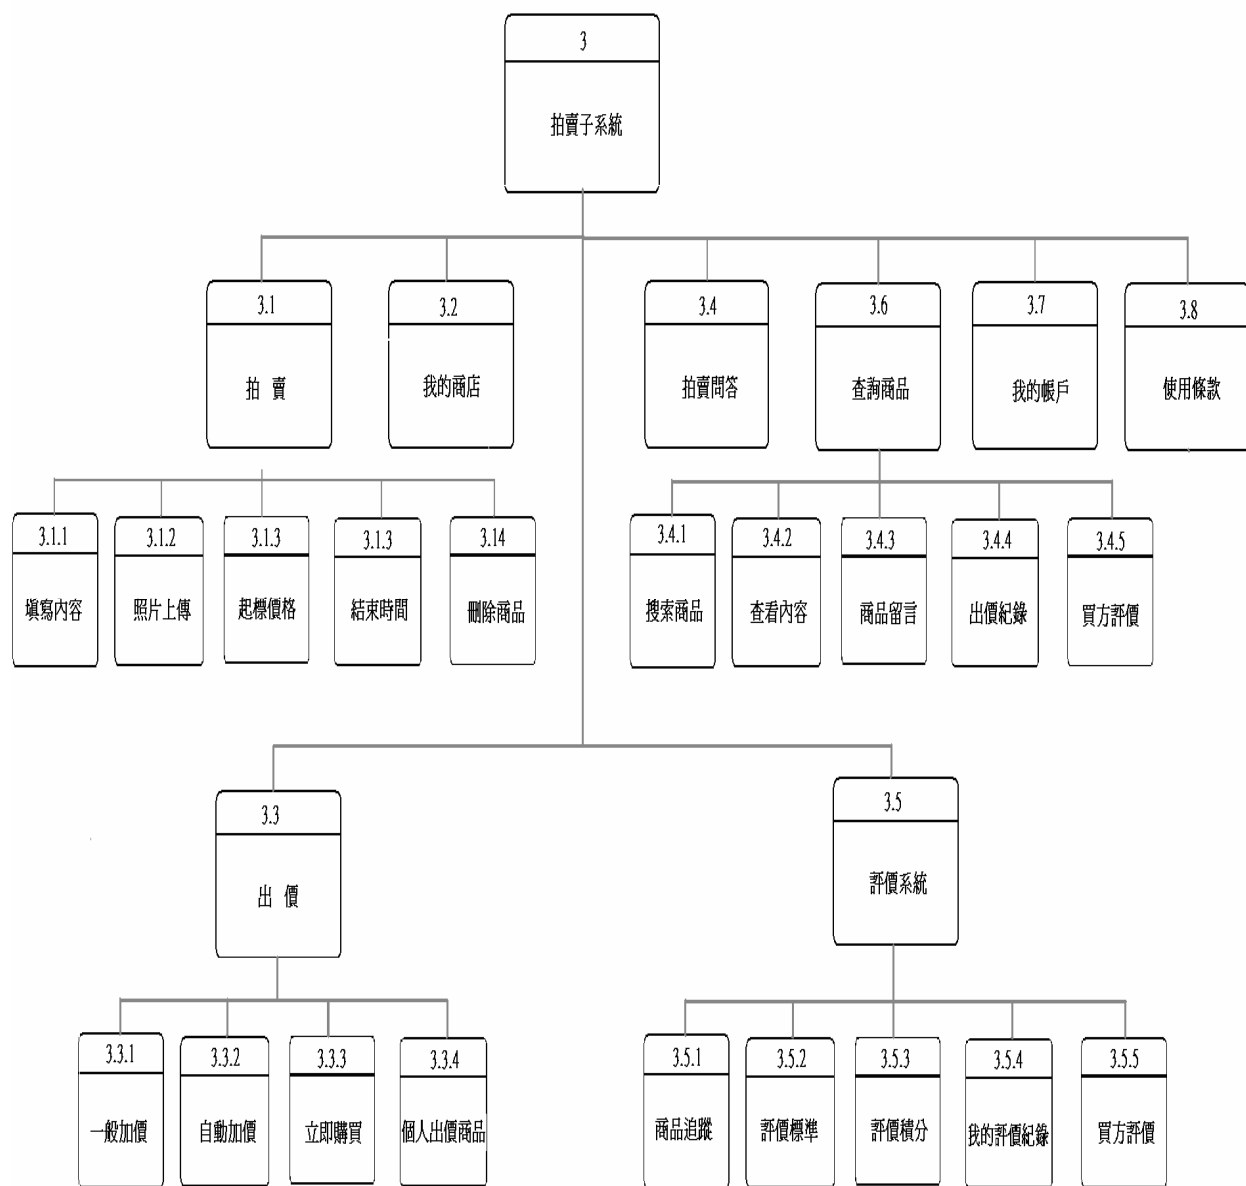 3
拍賣子系統
3.1
拍 賣
3.2
我的商店
3.4
拍賣問答
3.6
查詢商品
3.7
我的帳戶
3.8
使用條款
3.1.1
填寫內容
3.1.2
照片上傳
3.1.3
起標價格
3.1.3
結束時間
3.14
刪除商品
3.4.1
搜索商品
3.4.2
查看內容
3.4.3
商品留言
3.4.4
出價紀錄
3.4.5
買方評價
3.3
出 價
3.5
評價系統
3.3.1
一般加價
3.3.2
自動加價
3.3.3
立即購買
3.3.4
個人出價商品
3.5.1
商品追蹤
3.5.2
評價標準
3.5.3
評價積分
3.5.4
我的評價紀錄
3.5.5
買方評價